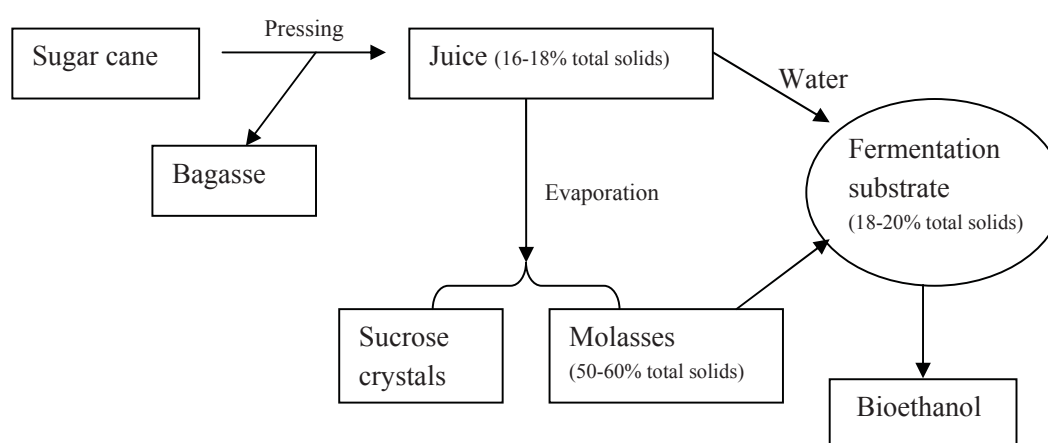 Pressing
Sugar cane
Juice (16-18% total solids)
Water
Bagasse
Fermentation
substrate
(18-20% total solids)
Evaporation
Sucrose
crystals
Molasses
(50-60% total solids)
Bioethanol